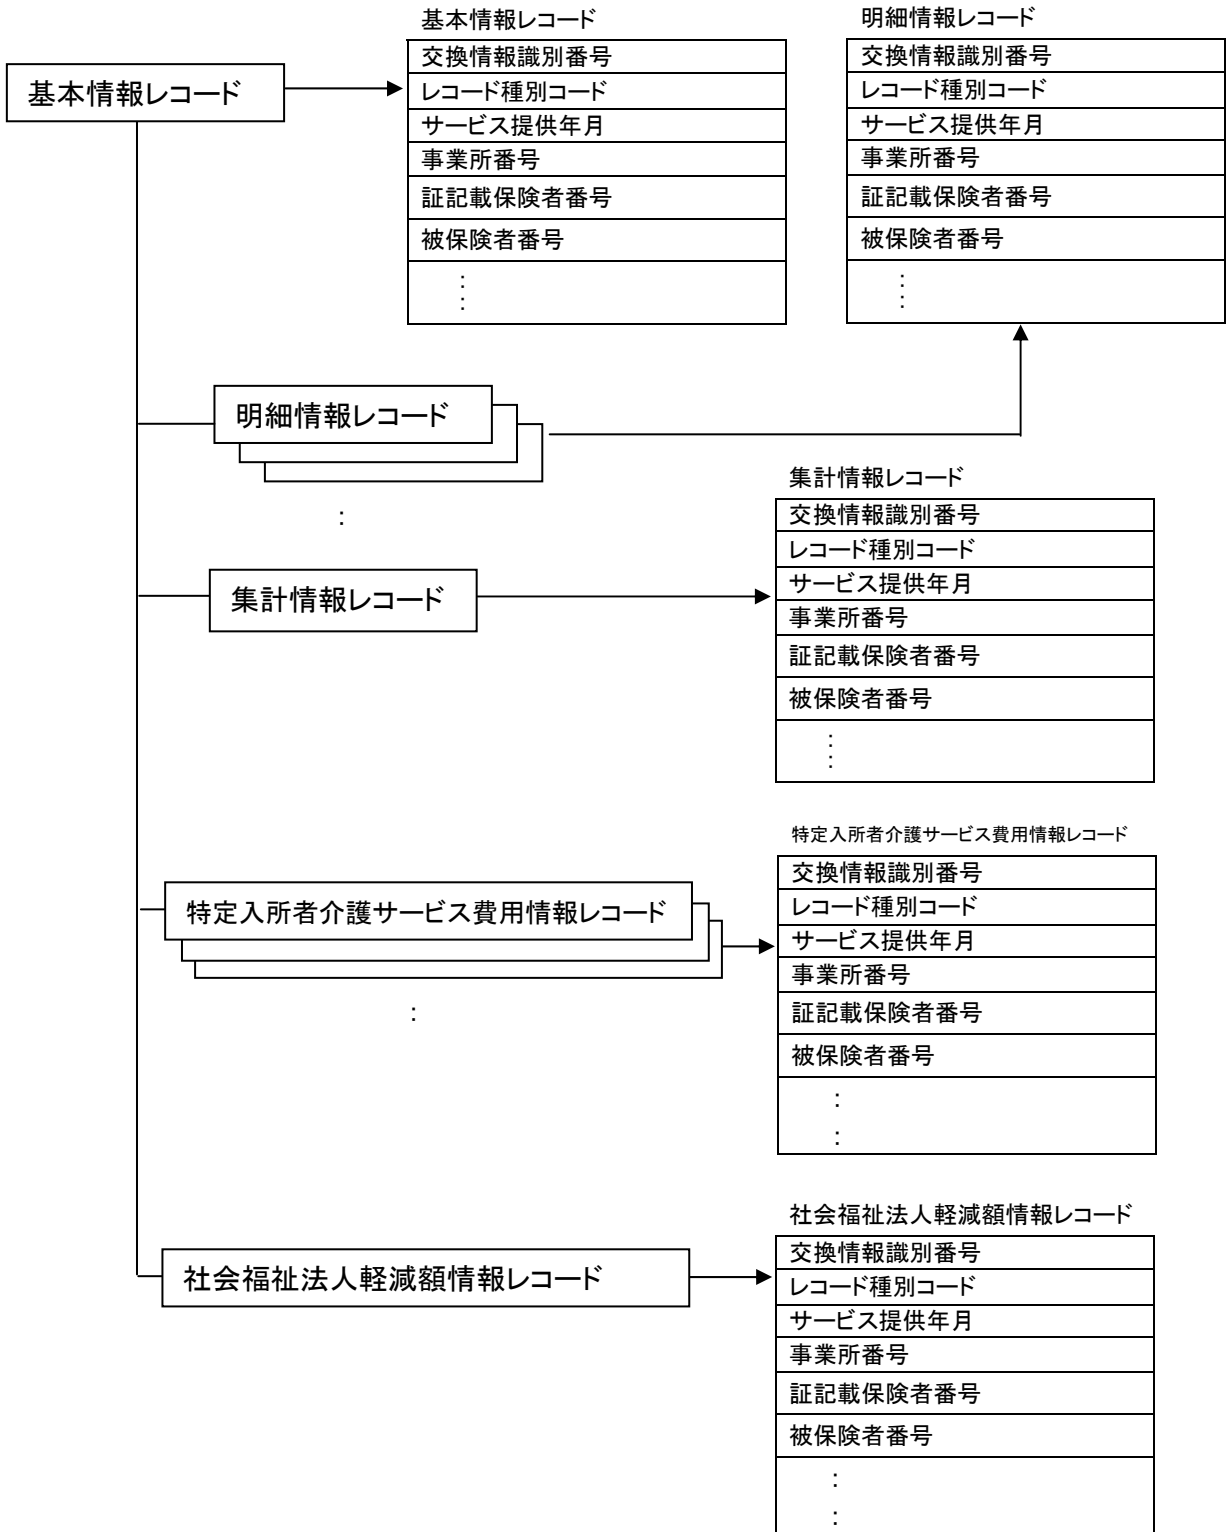 基本情報レコード
基本情報レコード
交換情報識別番号
レコード種別コード
サービス提供年月
事業所番号
証記載保険者番号
被保険者番号
:
:
明細情報レコード
交換情報識別番号
レコード種別コード
サービス提供年月
事業所番号
証記載保険者番号
被保険者番号
:
:
明細情報レコード
:
集計情報レコード
集計情報レコード
交換情報識別番号
レコード種別コード
サービス提供年月
事業所番号
証記載保険者番号
被保険者番号
:
:
特定入所者介護サービス費用情報レコード
:
特定入所者介護サービス費用情報レコード
交換情報識別番号
レコード種別コード
サービス提供年月
事業所番号
証記載保険者番号
被保険者番号
:
:
社会福祉法人軽減額情報レコード
社会福祉法人軽減額情報レコード
交換情報識別番号
レコード種別コード
サービス提供年月
事業所番号
証記載保険者番号
被保険者番号
:
: